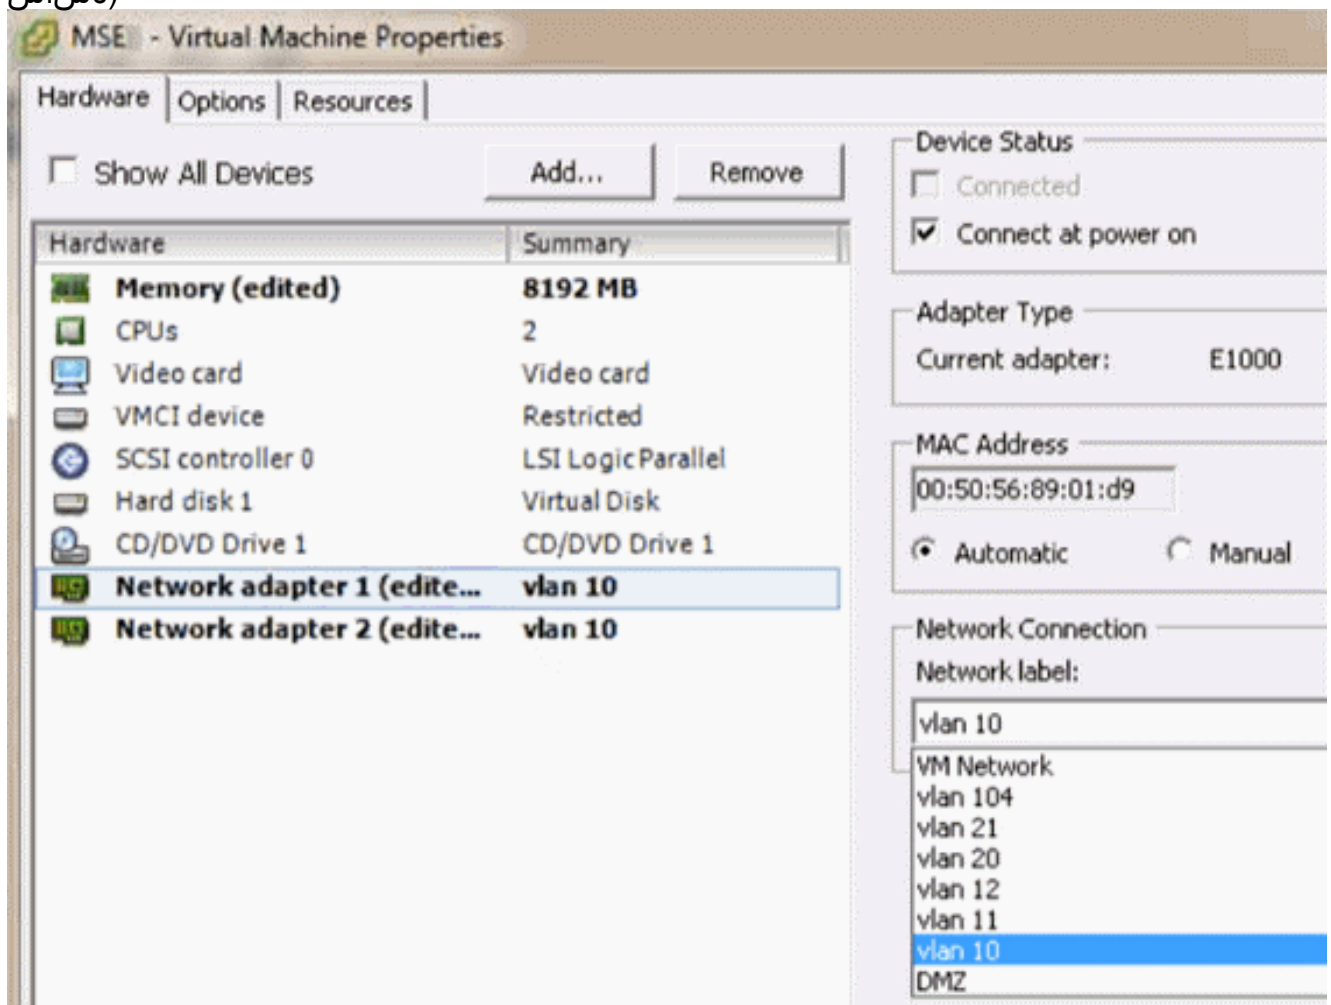 MSE - Virtual Machine Properties
Hardware Options Resources
Show All Devices Add... Remove
Hardware Summary
Memory (edited) 8192 MB
CPUs 2
Video card Video card
VMCI device Restricted
SCSI controller 0 LSI Logic Parallel
Hard disk 1 Virtual Disk
CD/DVD Drive 1 CD/DVD Drive 1
Network adapter 1 (edite... vlan 10
Network adapter 2 (edite... vlan 10
Device Status
Connected
Connect at power on
Adapter Type
Current adapter: E1000
MAC Address
00:50:56:89:01:d9
Automatic Manual
Network Connection
Network label:
vlan 10
VM Network
vlan 104
vlan 21
vlan 20
vlan 12
vlan 11
vlan 10
DMZ